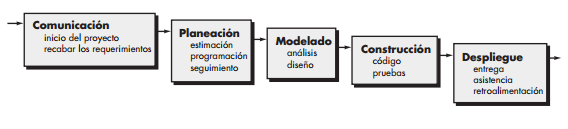 Comunicación
inicio del proyecto
recabar los requerimientos
Planeación
estimación
programación
seguimiento
Modelado
análisis
diseño
Construcción
código
pruebas
Despliegue
entrega
asistencia
retroalimentación